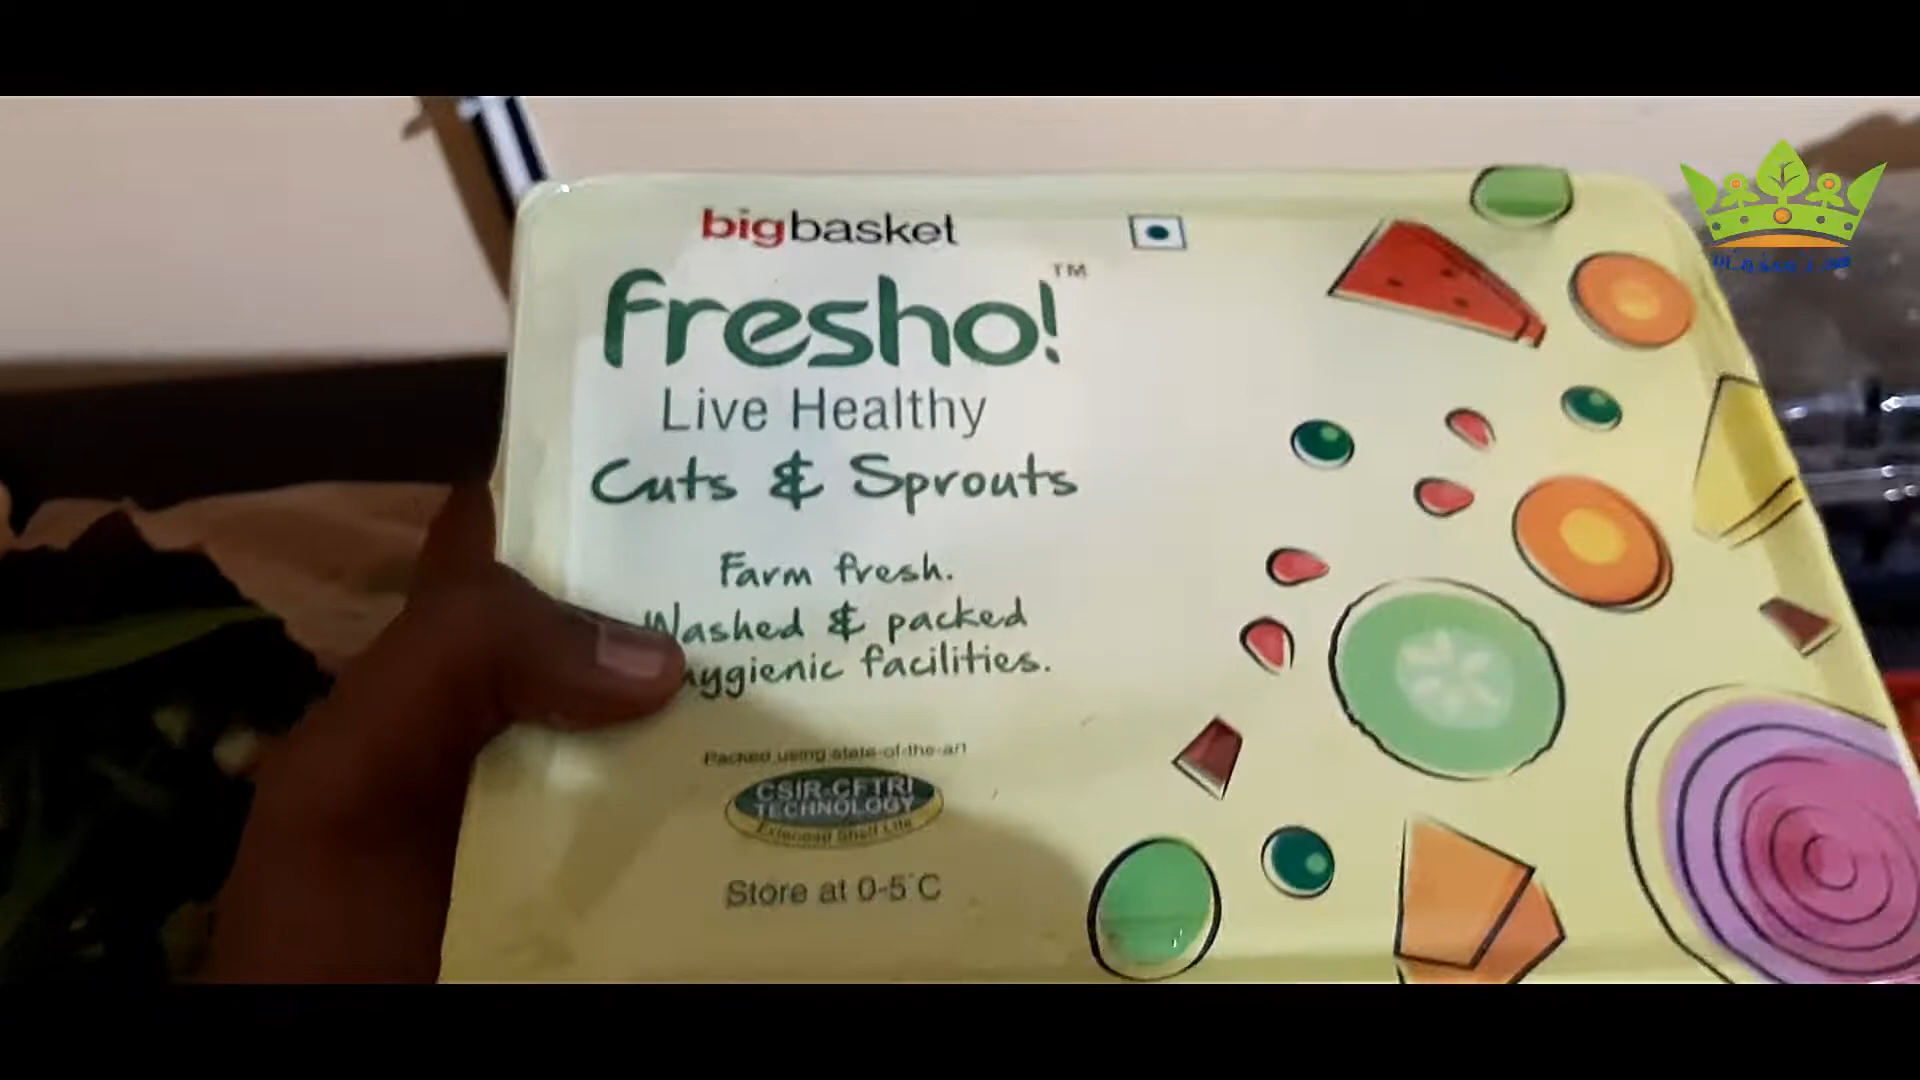 bigbasket
fresho!™
Live Healthy
Cuts & Sprouts
Farm fresh.
Washed & packed
hygienic facilities.
Packed using state-of-the-art
CSIR-CFTRI
TECHNOLOGY
Extended Shelf Life
Store at 0-5°C